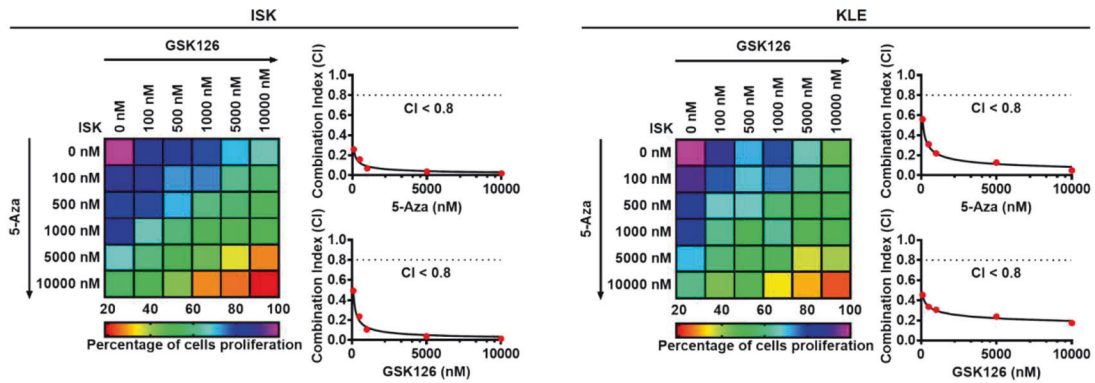 ISK
GSK126
ISK
0 nM
100 nM
500 nM
1000 nM
5000 nM
10000 nM
5-Aza
0 nM
100 nM
500 nM
1000 nM
5000 nM
10000 nM
20 40 60 80 100
Percentage of cells proliferation
Combination Index (CI)
1.0
0.8
0.6
0.4
0.2
0.0
CI < 0.8
0 5000 10000
5-Aza (nM)
Combination Index (CI)
1.0
0.8
0.6
0.4
0.2
0.0
CI < 0.8
0 5000 10000
GSK126 (nM)
KLE
GSK126
ISK
0 nM
100 nM
500 nM
1000 nM
5000 nM
10000 nM
5-Aza
0 nM
100 nM
500 nM
1000 nM
5000 nM
10000 nM
20 40 60 80 100
Percentage of cells proliferation
Combination Index (CI)
1.0
0.8
0.6
0.4
0.2
0.0
CI < 0.8
0 5000 10000
5-Aza (nM)
Combination Index (CI)
1.0
0.8
0.6
0.4
0.2
0.0
CI < 0.8
0 5000 10000
GSK126 (nM)